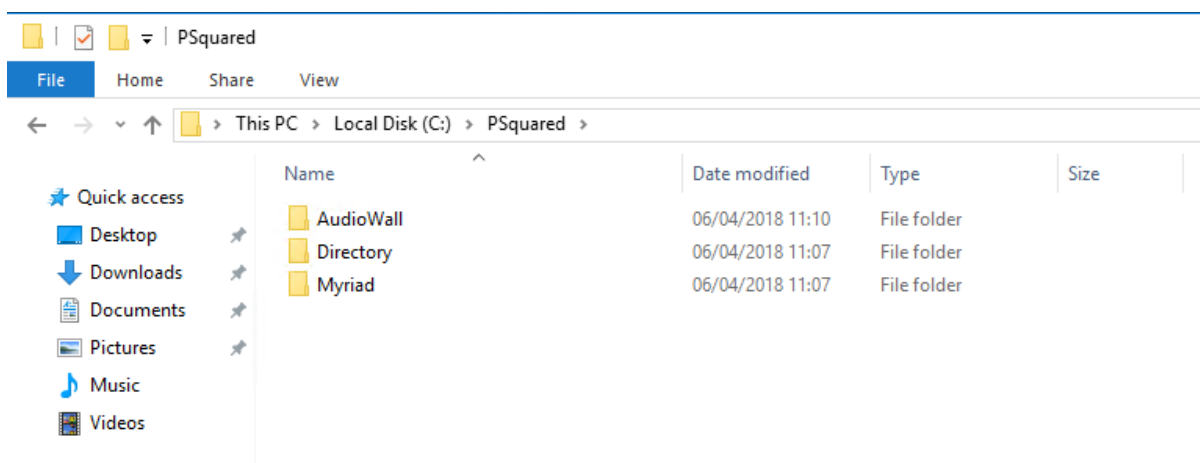 PSquared
File Home Share View
This PC > Local Disk (C:) > PSquared >
Name Date modified Type Size
Quick access
Desktop
Downloads
Documents
Pictures
Music
Videos
AudioWall 06/04/2018 11:10 File folder
Directory 06/04/2018 11:07 File folder
Myriad 06/04/2018 11:07 File folder